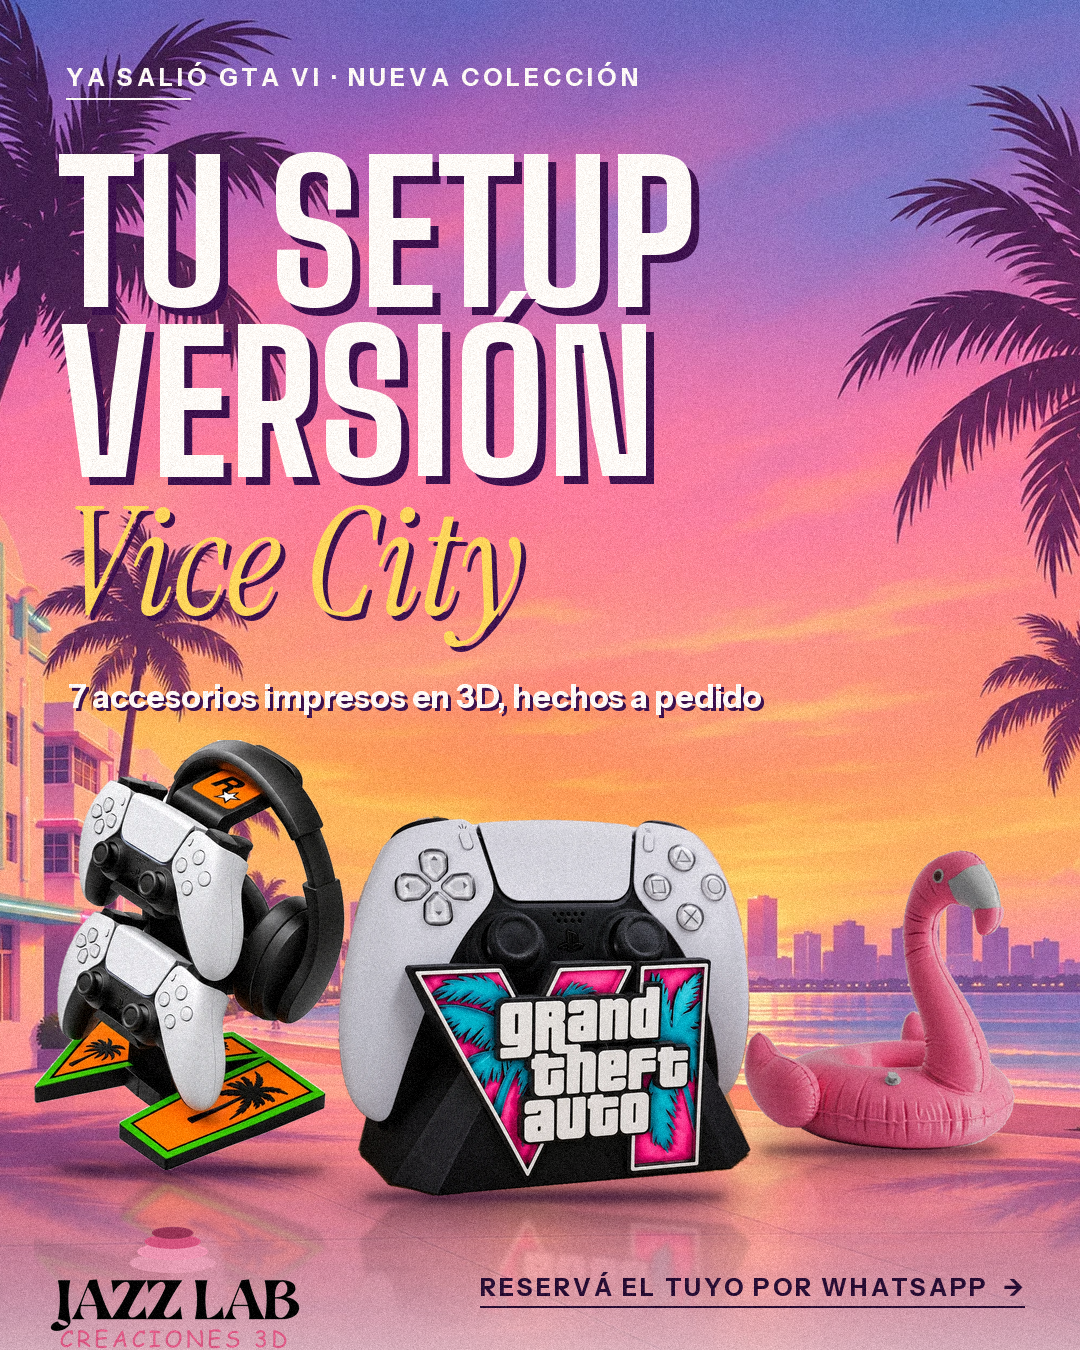 YA SALIÓ GTA VI · NUEVA COLECCIÓN
TU SETUP
VERSIÓN
Vice City
7 accesorios impresos en 3D, hechos a pedido
R
VI
grand
theft
auto
JAZZ LAB
CREACIONES 3D
RESERVÁ EL TUYO POR WHATSAPP →